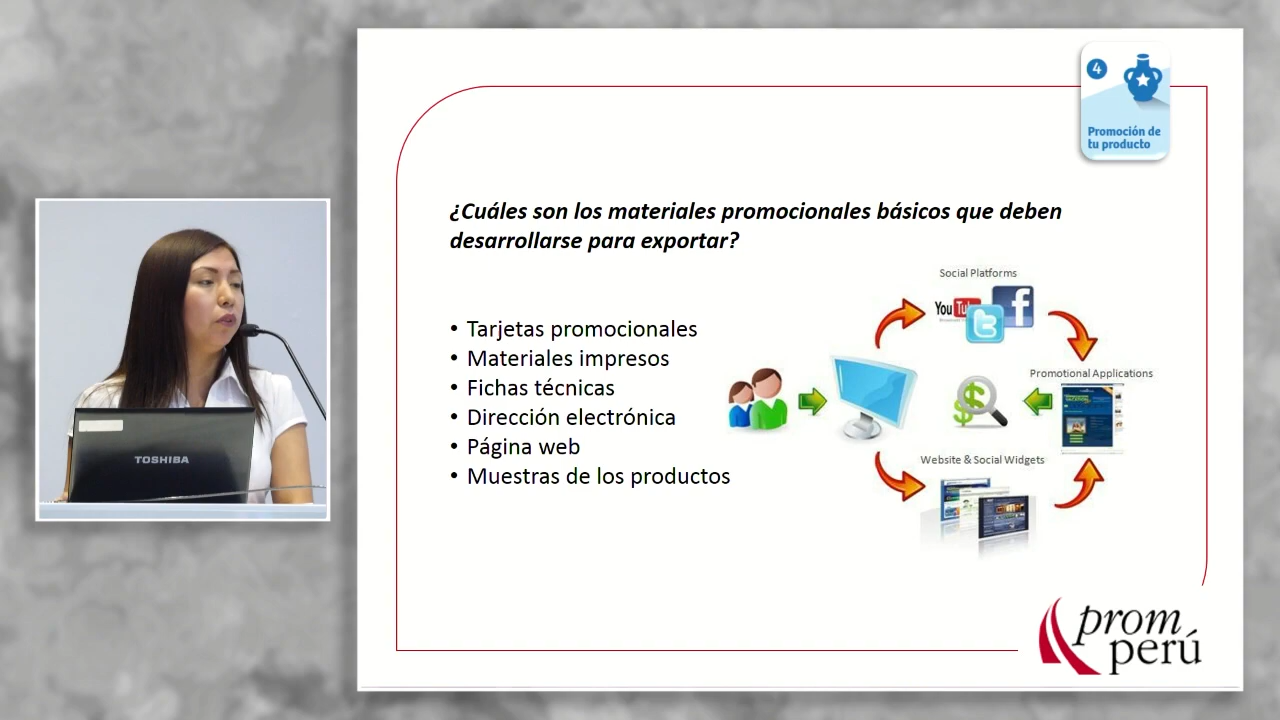 4
Promoción de
tu producto
¿Cuáles son los materiales promocionales básicos que deben
desarrollarse para exportar?
• Tarjetas promocionales
• Materiales impresos
• Fichas técnicas
• Dirección electrónica
• Página web
• Muestras de los productos
Social Platforms
You Tu
f
t
Promotional Applications
$
$
Website & Social Widgets
TOSHIBA
prom
perú